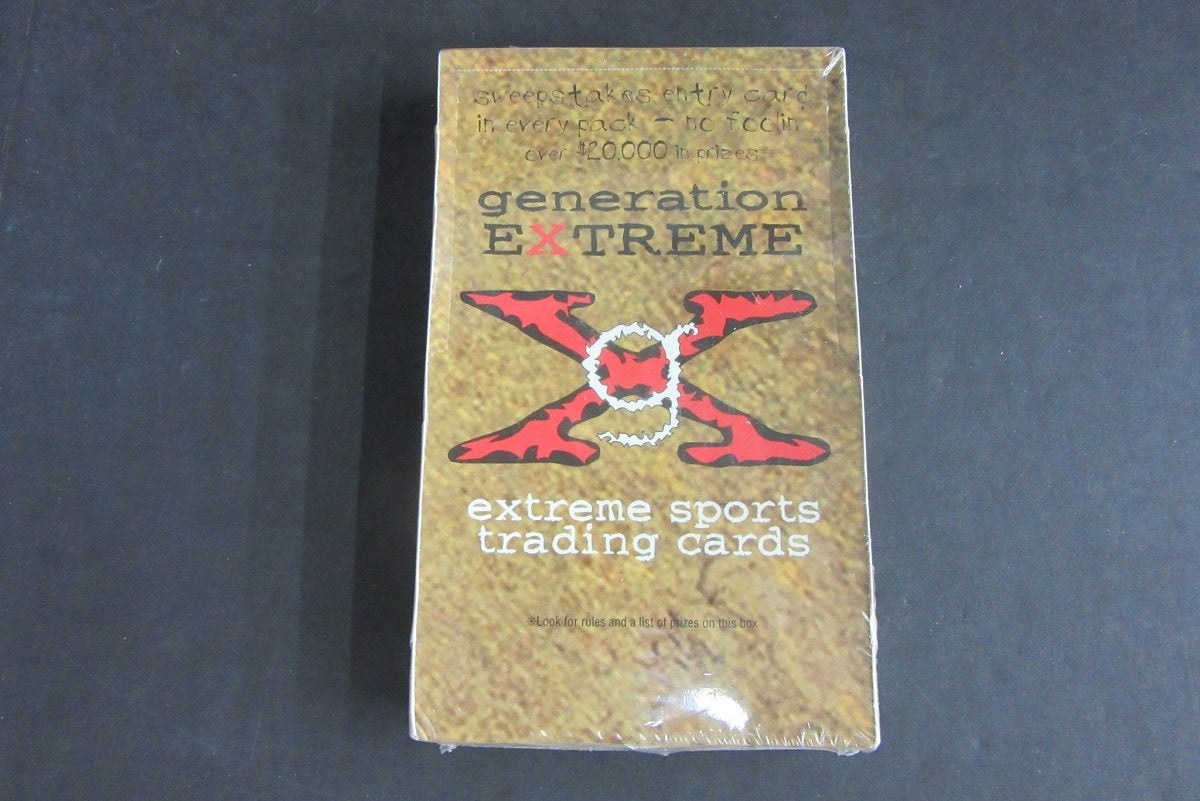 sweepstakes entry card
in every pack - no foolin
over $20,000 in prizes*
generation
EXTREME
Xg
extreme sports
trading cards
*Look for rules and a list of prizes on this box